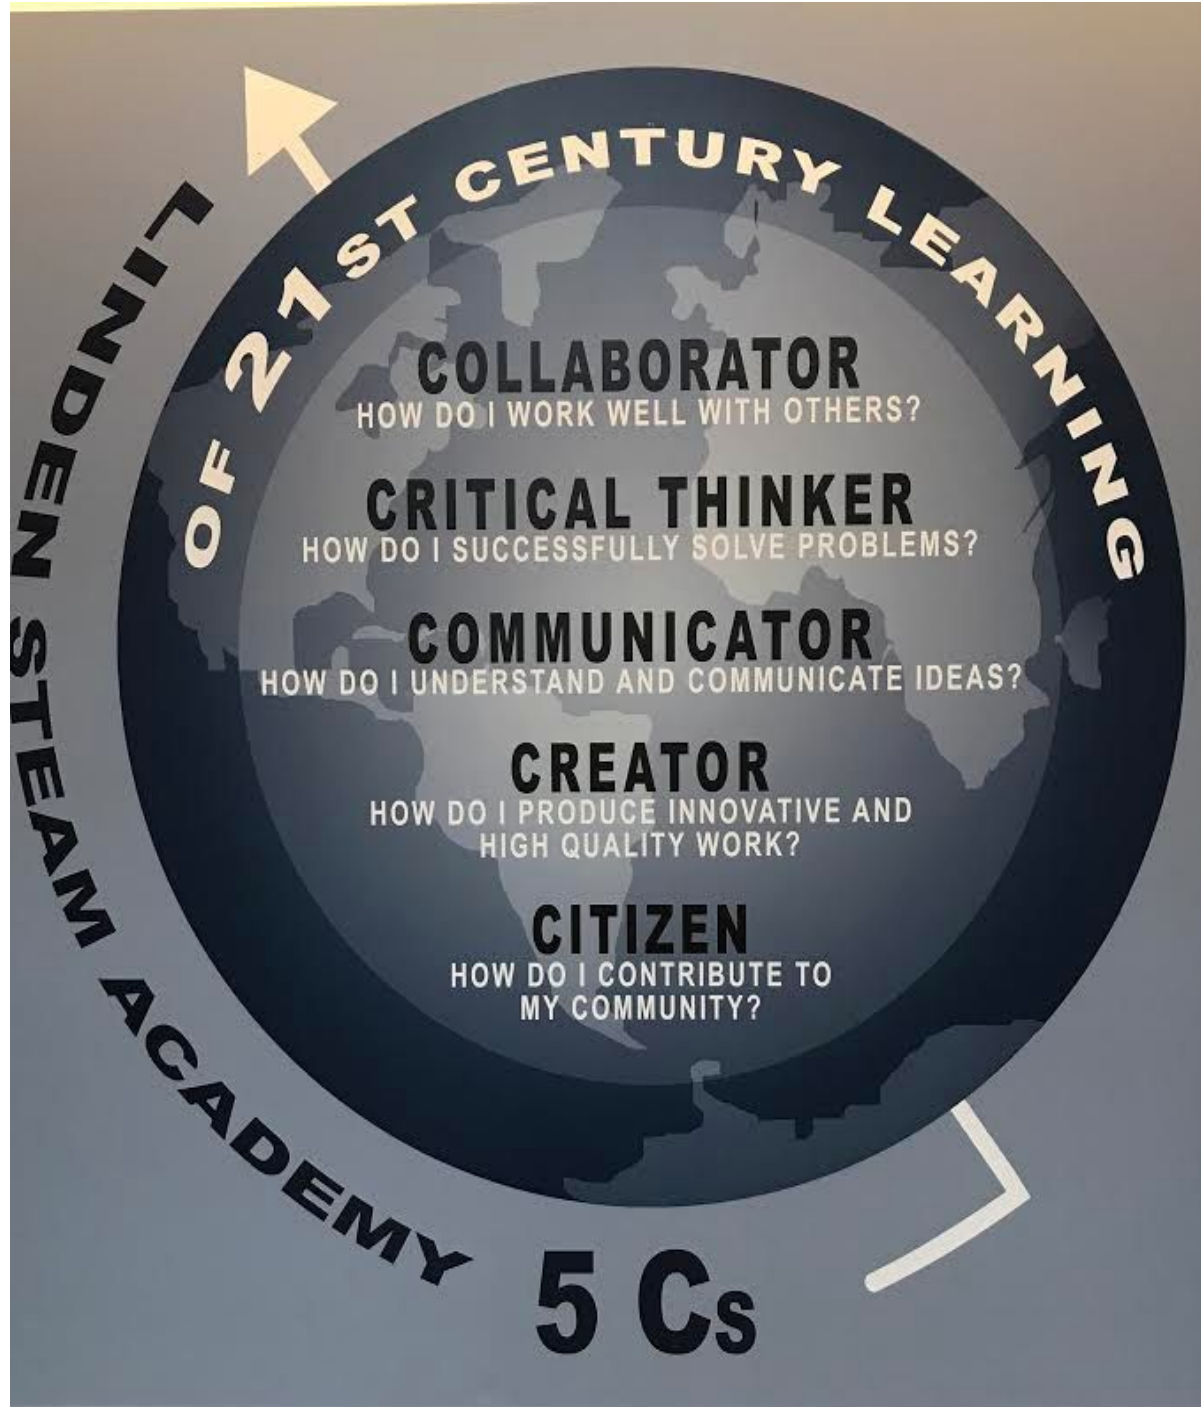 LINDEN STEAM ACADEMY
5 Cs
OF 21ST CENTURY LEARNING
COLLABORATOR
HOW DO I WORK WELL WITH OTHERS?
CRITICAL THINKER
HOW DO I SUCCESSFULLY SOLVE PROBLEMS?
COMMUNICATOR
HOW DO I UNDERSTAND AND COMMUNICATE IDEAS?
CREATOR
HOW DO I PRODUCE INNOVATIVE AND
HIGH QUALITY WORK?
CITIZEN
HOW DO I CONTRIBUTE TO
MY COMMUNITY?